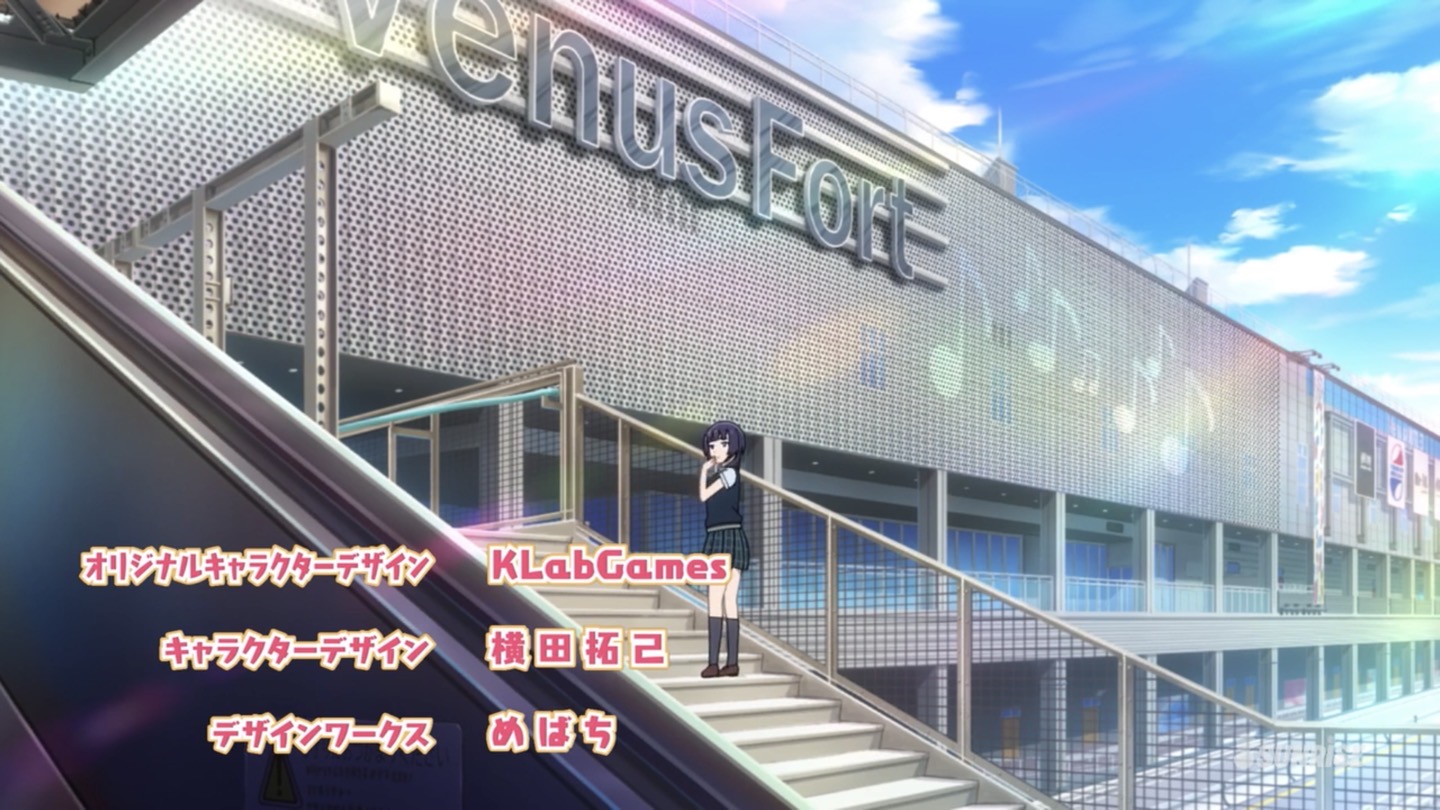 VenusFort
オリジナルキャラクターデザイン KLabGames
キャラクターデザイン 横田拓己
デザインワークス めばち